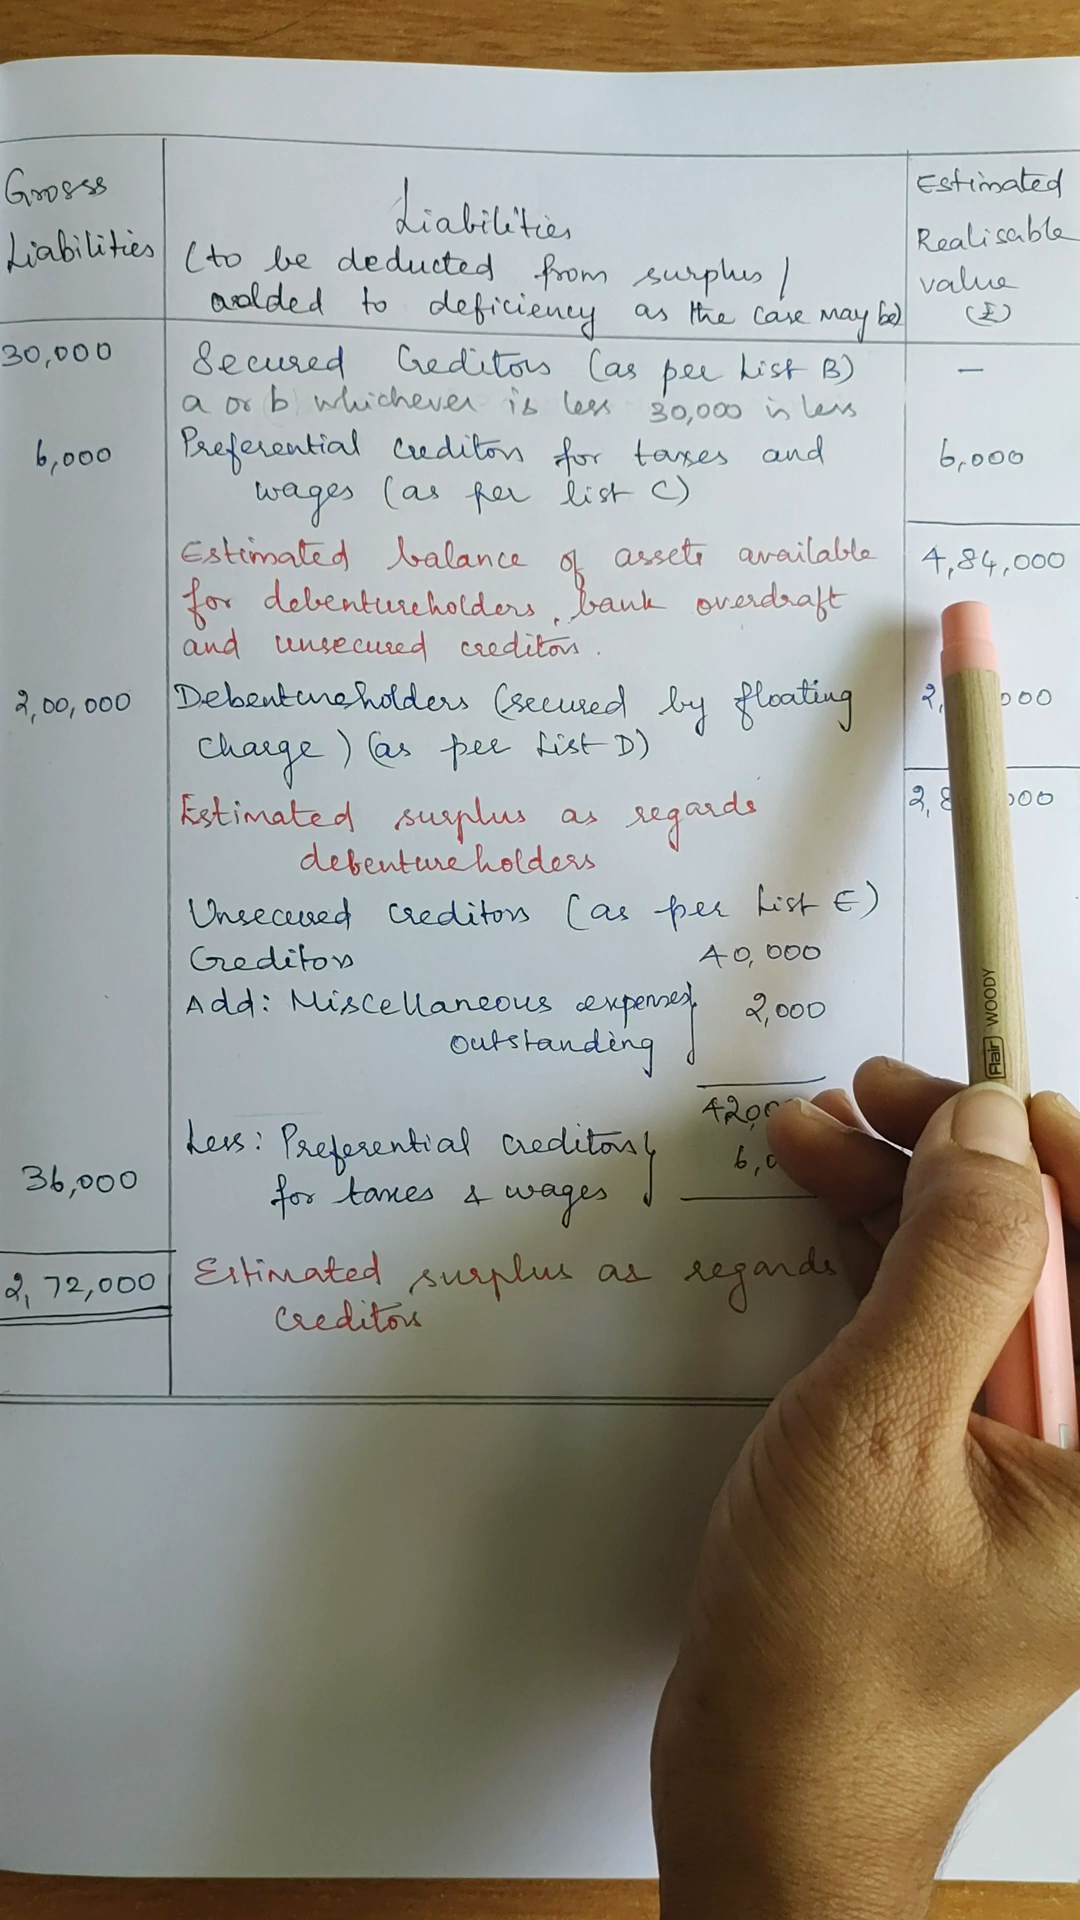 Grosss Liabilities
Liabilities
(to be deducted from surplus /
added to deficiency as the case may be)
Estimated
Realisable
value
(₹)
30,000 Secured Creditors (as per List B) —
a or b whichever is less 30,000 is less
6,000 Preferential creditors for taxes and 6,000
wages (as per list C)
Estimated balance of assets available 4,84,000
for debentureholders, bank overdraft
and unsecured creditors.
2,00,000 Debentureholders (secured by floating
charge) (as per List D)
Estimated surplus as regards
debentureholders
Unsecured creditors (as per List E)
Creditors 40,000
Add: Miscellaneous expenses 2,000
outstanding
Less: Preferential creditors
36,000 for taxes & wages
2,72,000 Estimated surplus as regards
creditors
Flair WOODY